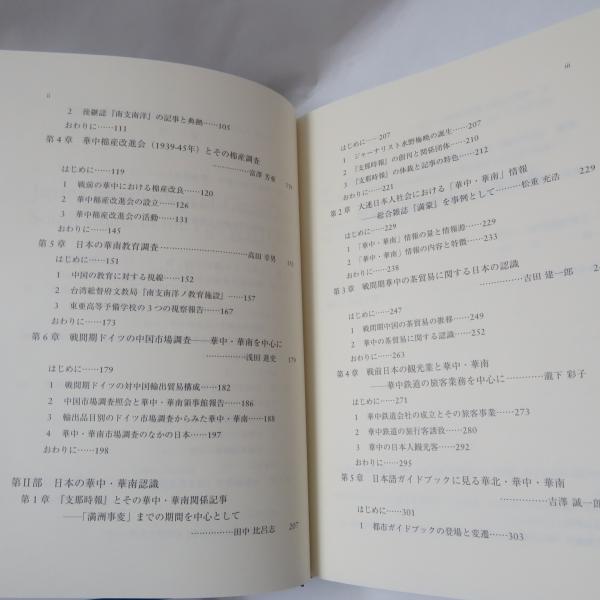 ii
2 後継誌『南支南洋』の記事と典拠……105
おわりに……111
第4章 華中棉産改進会（1939-45年）とその棉産調査
……………富澤 芳亜
はじめに……119
1 戦前の華中における棉産改良……120
2 華中棉産改進会の設立……126
3 華中棉産改進会の活動……131
おわりに……145
第5章 日本の華南教育調査……………高田 幸男 151
はじめに……151
1 中国の教育に対する視線……152
2 台湾総督府文教局『南支南洋ノ教育施設』……157
3 東亜高等予備学校の3つの視察報告……167
おわりに……173
第6章 戦間期ドイツの中国市場調査――華中・華南を中心に
……………浅田 進史 179
はじめに……179
1 戦間期ドイツの対中国輸出貿易構成……182
2 中国市場調査照会と華中・華南領事館報告……186
3 輸出品目別のドイツ市場調査からみた華中・華南……188
4 華中・華南市場調査のなかの日本……197
おわりに……198
第Ⅱ部 日本の華中・華南認識
第1章 『支那時報』とその華中・華南関係記事
――「満洲事変」までの期間を中心として
……………田中 比呂志 207
iii
はじめに……207
1 ジャーナリスト水野梅暁の誕生……207
2 『支那時報』の創刊と関係団体……210
3 『支那時報』の体裁と記事の特色……212
おわりに……221
第2章 大連日本人社会における「華中・華南」情報
――総合雑誌『満蒙』を事例として……………松重 充浩
はじめに……229
1 「華中・華南」情報の量と情報源……229
2 「華中・華南」情報の内容と特徴……233
おわりに……238
第3章 戦間期華中の茶貿易に関する日本の認識
……………吉田 建一郎
はじめに……247
1 戦間期中国の茶貿易の推移……249
2 華中の茶貿易に関する認識……252
おわりに……263
第4章 戦前日本の観光業と華中・華南
――華中鉄道の旅客業務を中心に……………瀧下 彩子
はじめに……271
1 華中鉄道会社の成立とその旅客事業……273
2 華中鉄道の旅行客誘致……280
3 華中の日本人観光客……292
おわりに……295
第5章 日本語ガイドブックに見る華北・華中・華南
……………吉澤 誠一郎
はじめに……301
1 都市ガイドブックの登場と変遷……303